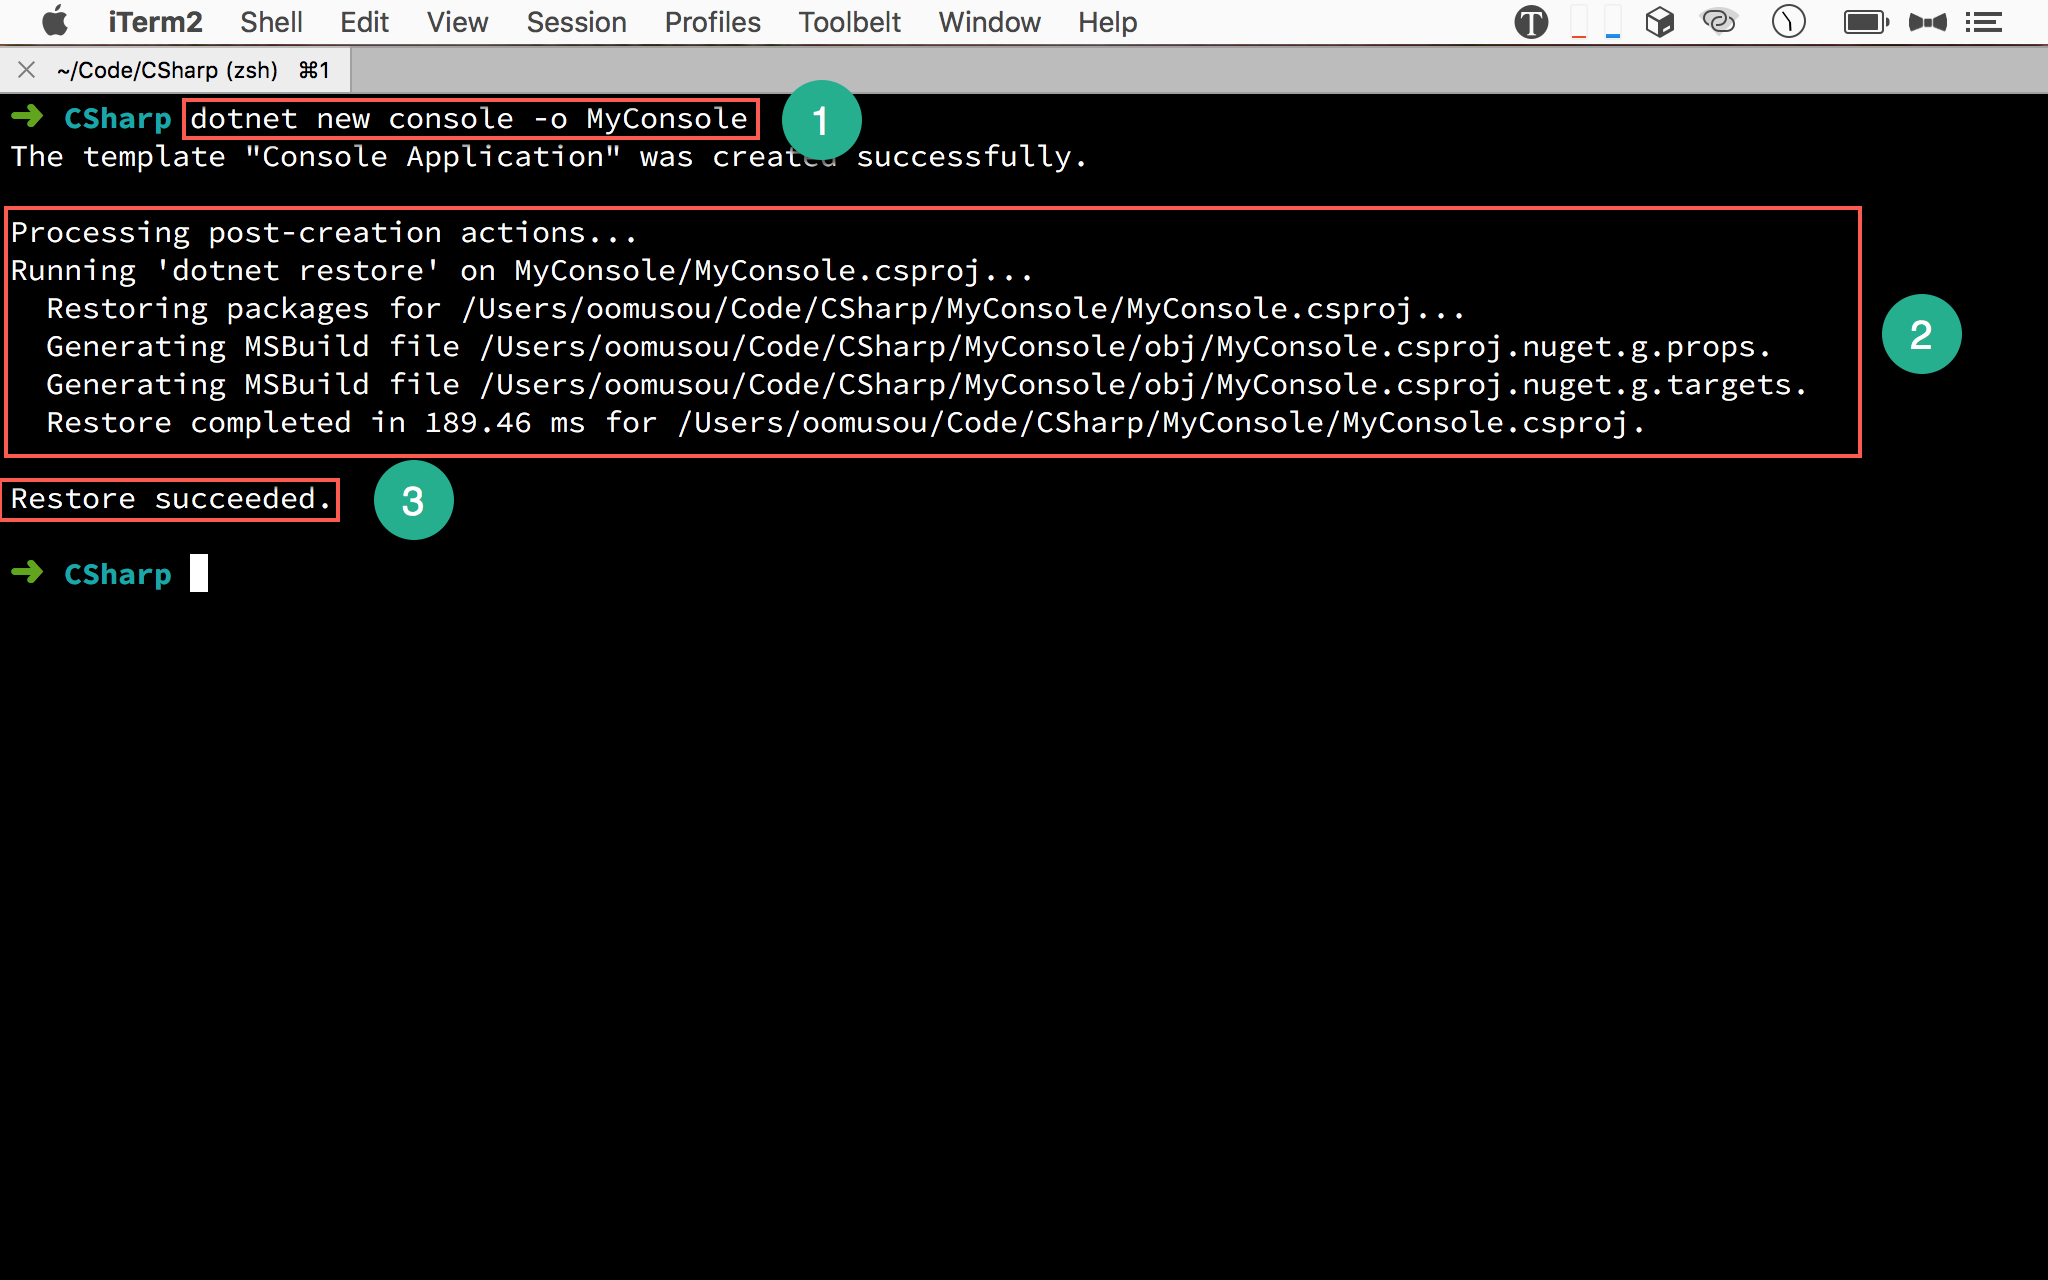 iTerm2 Shell Edit View Session Profiles Toolbelt Window Help
~/Code/CSharp (zsh) ⌘1
➜ CSharp dotnet new console -o MyConsole 1
The template "Console Application" was created successfully.
Processing post-creation actions...
Running 'dotnet restore' on MyConsole/MyConsole.csproj...
Restoring packages for /Users/oomusou/Code/CSharp/MyConsole/MyConsole.csproj...
Generating MSBuild file /Users/oomusou/Code/CSharp/MyConsole/obj/MyConsole.csproj.nuget.g.props.
2
Generating MSBuild file /Users/oomusou/Code/CSharp/MyConsole/obj/MyConsole.csproj.nuget.g.targets.
Restore completed in 189.46 ms for /Users/oomusou/Code/CSharp/MyConsole/MyConsole.csproj.
Restore succeeded. 3
➜ CSharp